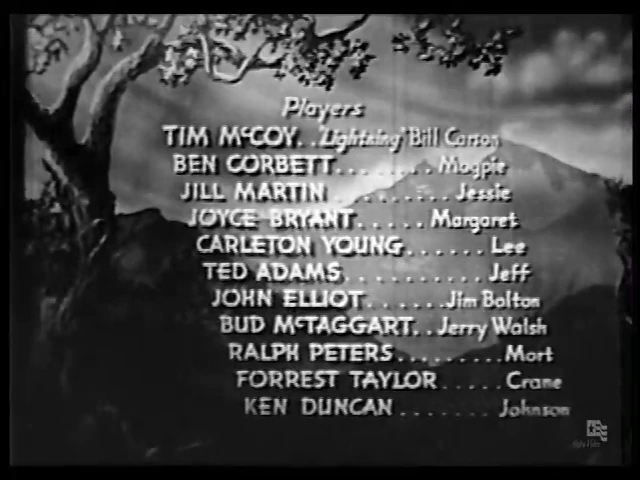 Players
TIM McCOY.."Lightning" Bill Carson
BEN CORBETT........Magpie
JILL MARTIN..........Jessie
JOYCE BRYANT.....Margaret
CARLETON YOUNG......Lee
TED ADAMS...........Jeff
JOHN ELLIOT......Jim Bolton
BUD McTAGGART..Jerry Walsh
RALPH PETERS.........Mort
FORREST TAYLOR.....Crane
KEN DUNCAN.......Johnson